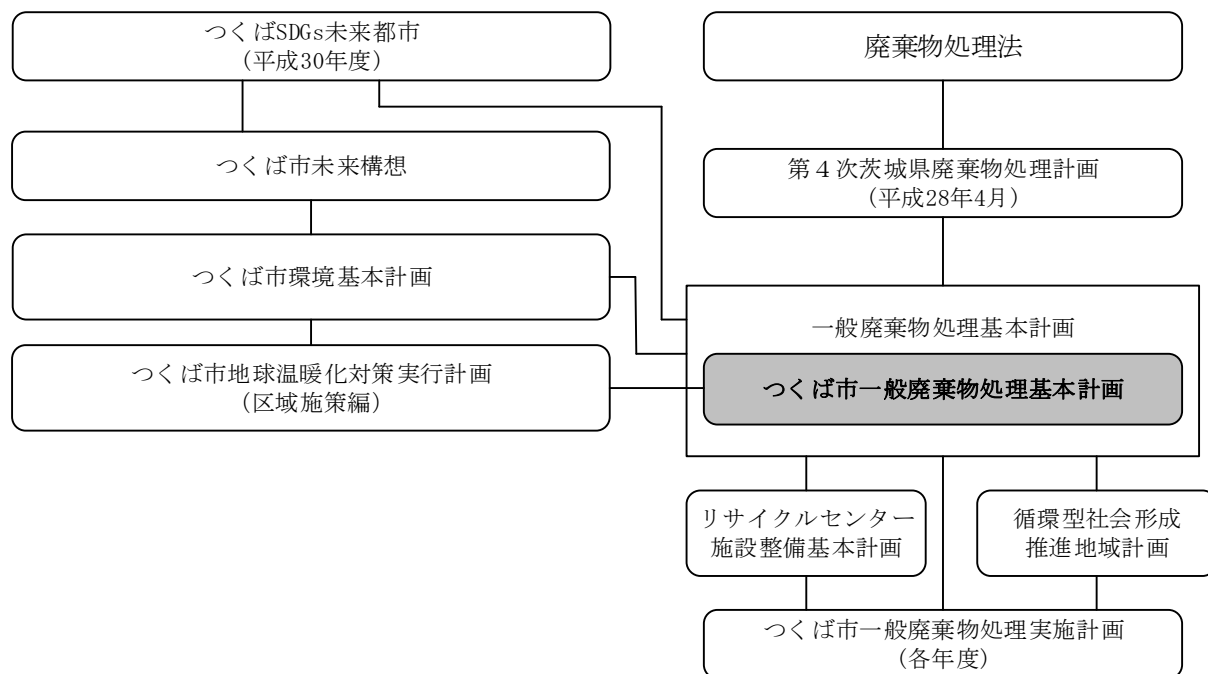 つくばSDGs未来都市
（平成30年度）
廃棄物処理法
つくば市未来構想
第４次茨城県廃棄物処理計画
（平成28年4月）
つくば市環境基本計画
一般廃棄物処理基本計画
つくば市地球温暖化対策実行計画
（区域施策編）
つくば市一般廃棄物処理基本計画
リサイクルセンター
施設整備基本計画
循環型社会形成
推進地域計画
つくば市一般廃棄物処理実施計画
（各年度）